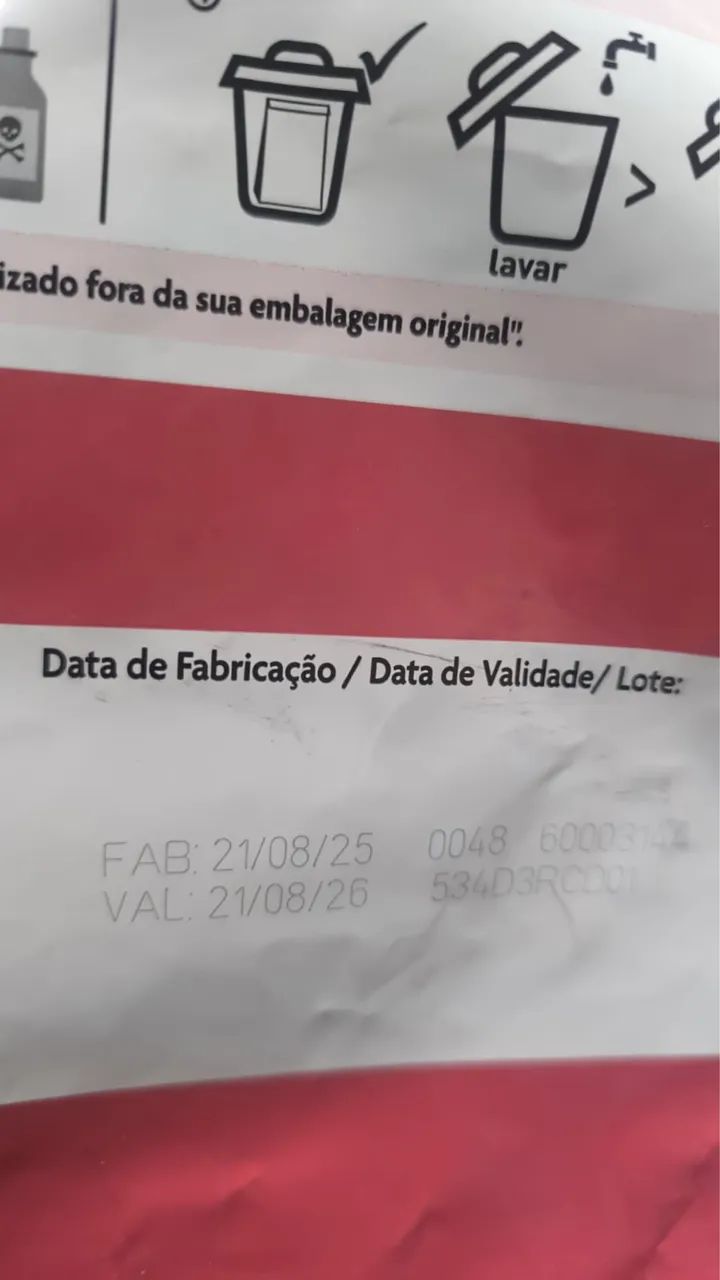 lavar
izado fora da sua embalagem original".
Data de Fabricação / Data de Validade/ Lote:
FAB: 21/08/25 0048
VAL: 21/08/26